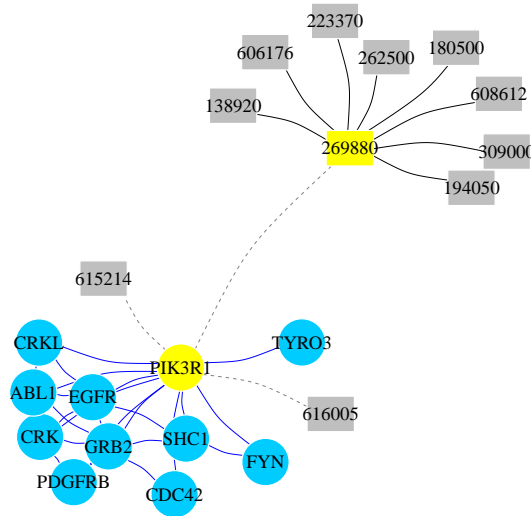 223370
180500
606176
262500
608612
138920
269880
309000
194050
615214
CRKL
TYRO3
PIK3R1
ABL1
EGFR
616005
CRK
SHC1
GRB2
FYN
PDGFRB
CDC42